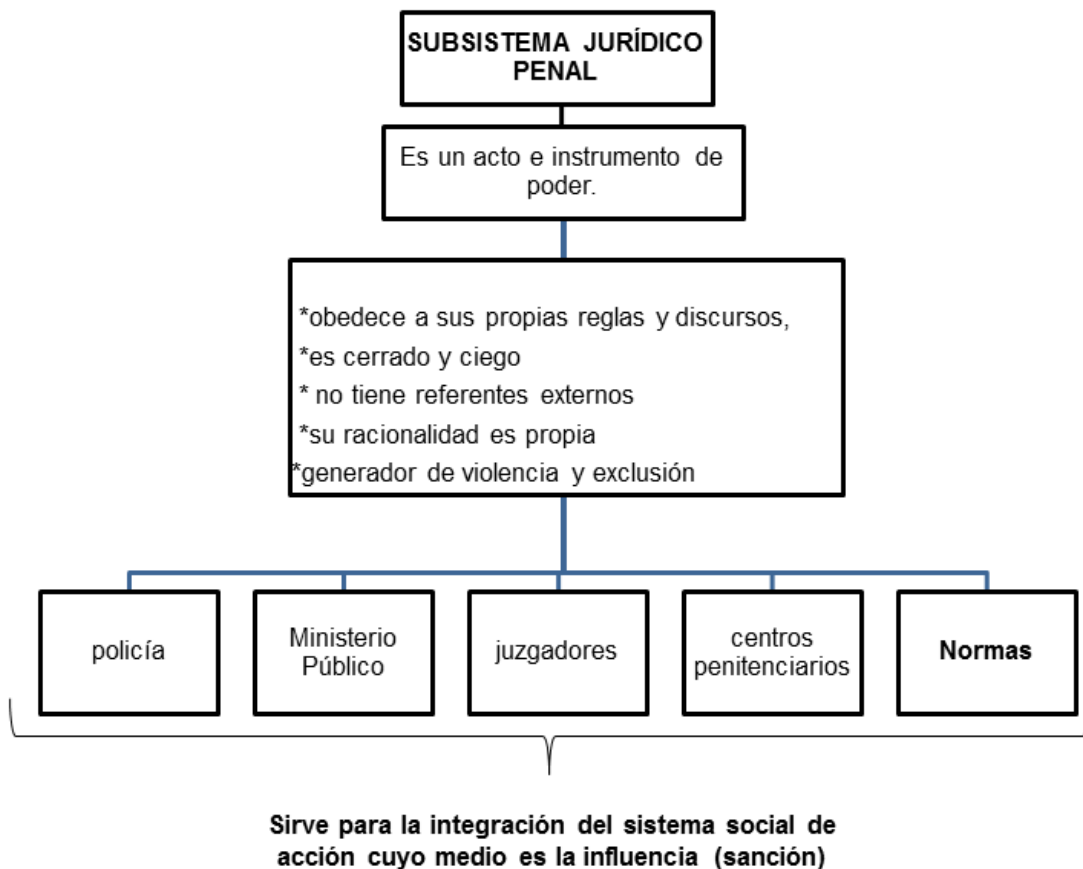 SUBSISTEMA JURÍDICO
PENAL
Es un acto e instrumento de
poder.
*obedece a sus propias reglas y discursos,
*es cerrado y ciego
* no tiene referentes externos
*su racionalidad es propia
*generador de violencia y exclusión
policía
Ministerio
Público
juzgadores
centros
penitenciarios
Normas
Sirve para la integración del sistema social de
acción cuyo medio es la influencia (sanción)